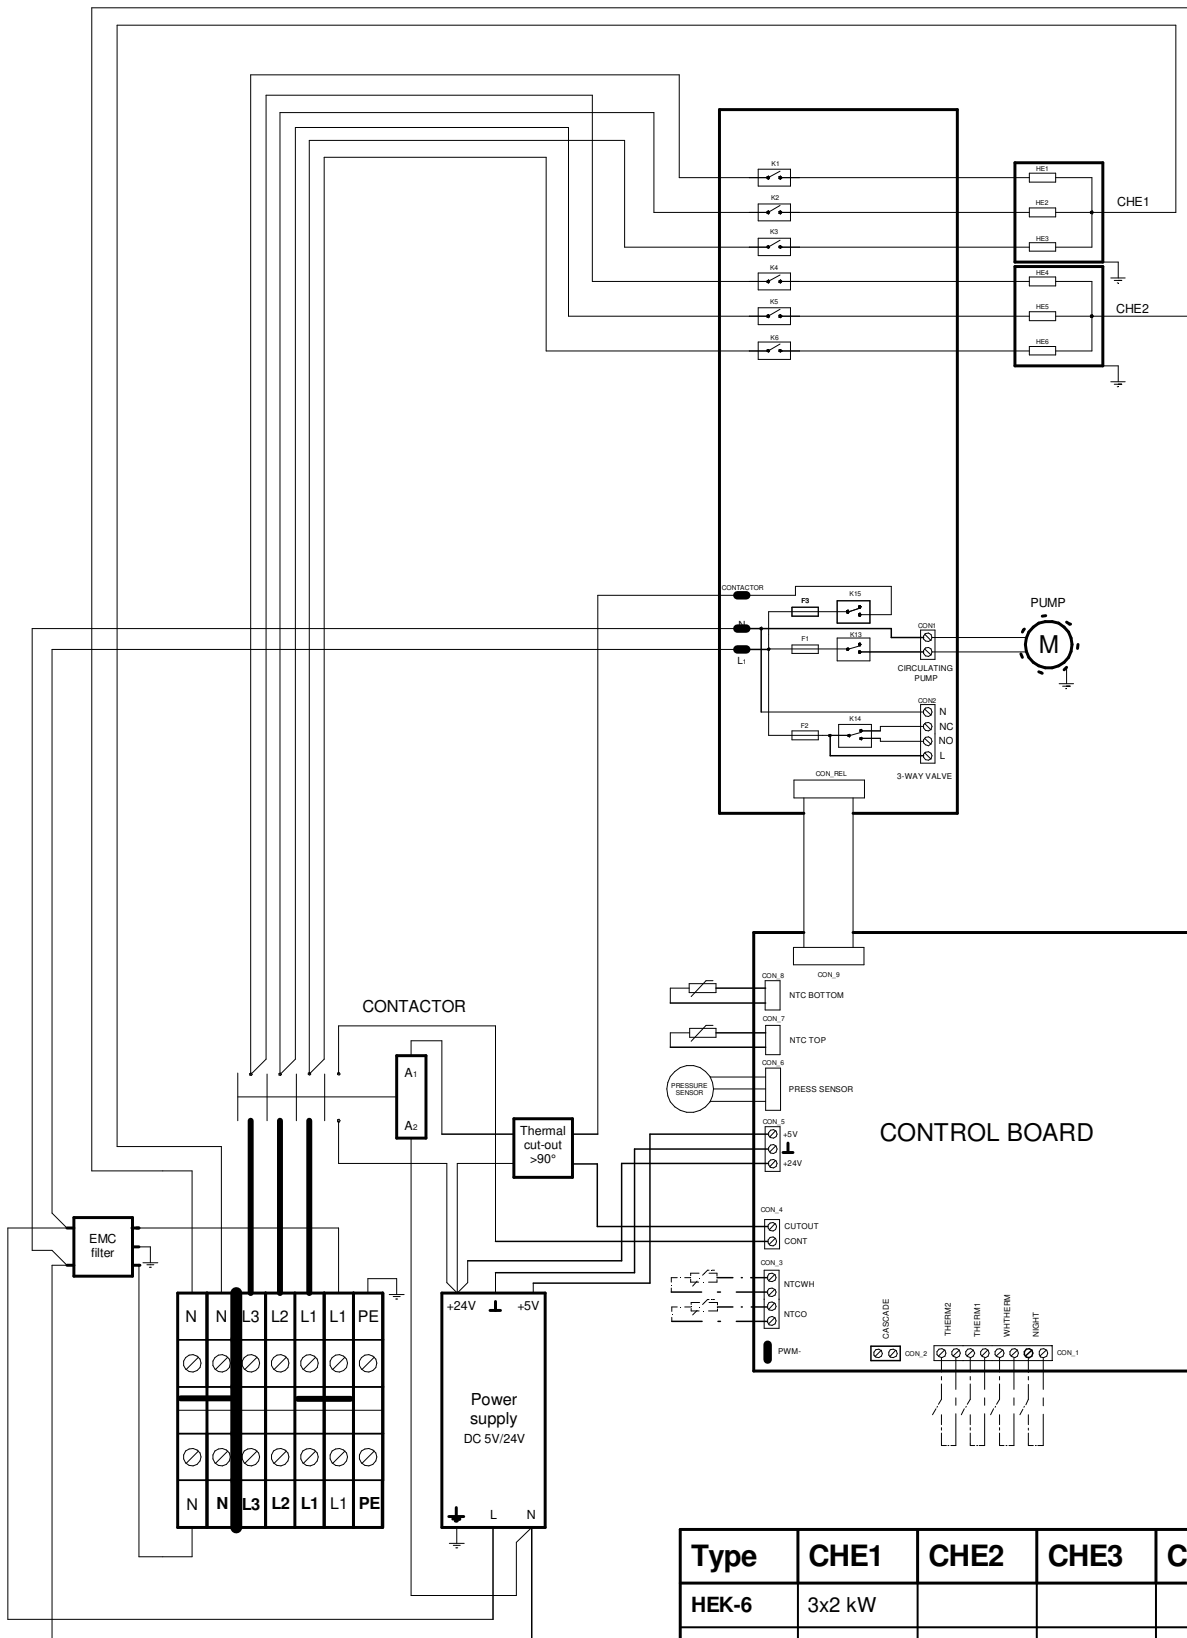 K1
HE1
K2
HE2
CHE1
K3
HE3
K4
HE4
K5
HE5
CHE2
K6
HE6
CONTACTOR
F3
K15
PUMP
N
CON1
F1
K13
M
L1
CIRCULATING
PUMP
CON2
N
F2
K14
NC
NO
L
CON_REL
3-WAY VALVE
CON_9
CON_8
NTC BOTTOM
CONTACTOR
CON_7
NTC TOP
CON_6
A1
PRESSURE
SENSOR
PRESS SENSOR
A2
Thermal
cut-out
>90°
CON_5
+5V
+24V
CONTROL BOARD
CON_4
CUTOUT
CONT
EMC
filter
CON_3
NTCWH
NTCO
+24V +5V
N N L3 L2 L1 L1 PE
CASCADE
THERM2
THERM1
WHTHERM
NIGHT
PWM-
CON_2
CON_1
Power
supply
DC 5V/24V
N N L3 L2 L1 L1 PE
L N
Type CHE1 CHE2 CHE3 C
HEK-6 3x2 kW